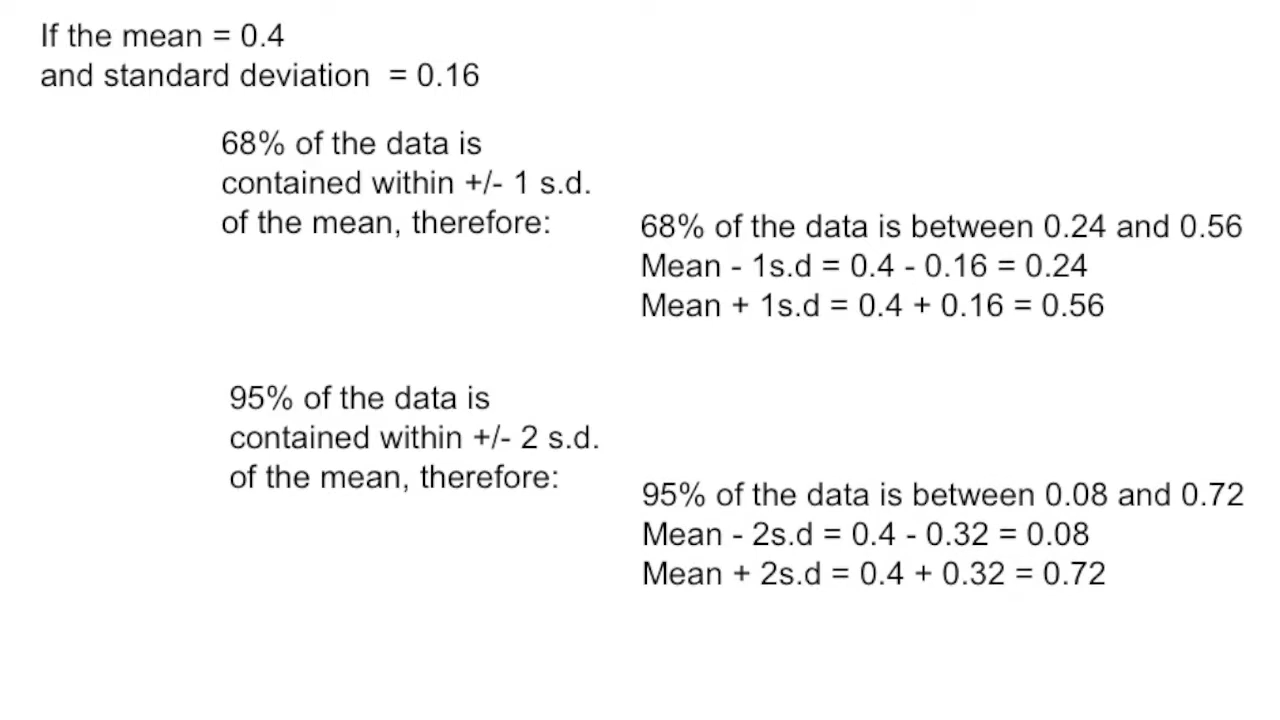 If the mean = 0.4
and standard deviation  = 0.16
68% of the data is
contained within +/- 1 s.d.
of the mean, therefore:
68% of the data is between 0.24 and 0.56
Mean - 1s.d = 0.4 - 0.16 = 0.24
Mean + 1s.d = 0.4 + 0.16 = 0.56
95% of the data is
contained within +/- 2 s.d.
of the mean, therefore:
95% of the data is between 0.08 and 0.72
Mean - 2s.d = 0.4 - 0.32 = 0.08
Mean + 2s.d = 0.4 + 0.32 = 0.72